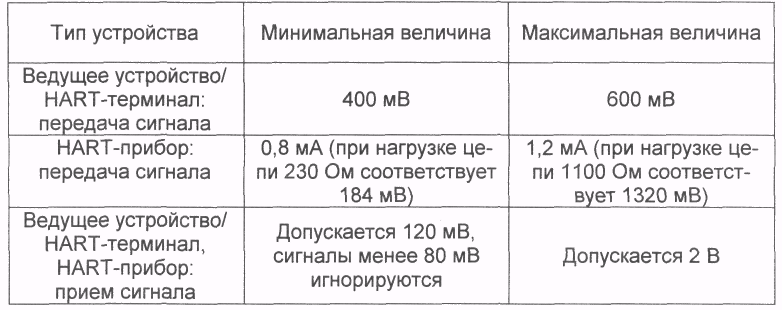 Тип устройства
Минимальная величина
Максимальная величина
Ведущее устройство/
HART-терминал:
передача сигнала
400 мВ
600 мВ
HART-прибор:
передача сигнала
0,8 мА (при нагрузке це-
пи 230 Ом соответствует
184 мВ)
1,2 мА (при нагрузке це-
пи 1100 Ом соответст-
вует 1320 мВ)
Ведущее устройство/
HART-терминал,
HART-прибор:
прием сигнала
Допускается 120 мВ,
сигналы менее 80 мВ
игнорируются
Допускается 2 В